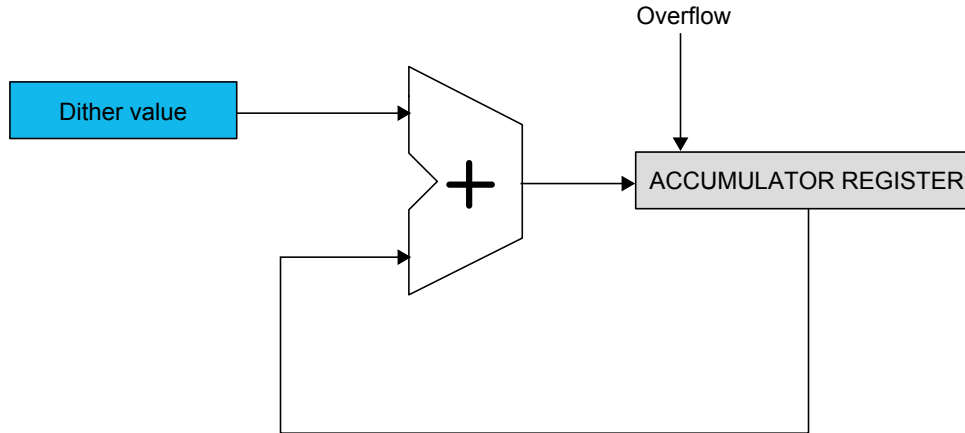 Overflow
Dither value
+
ACCUMULATOR REGISTER